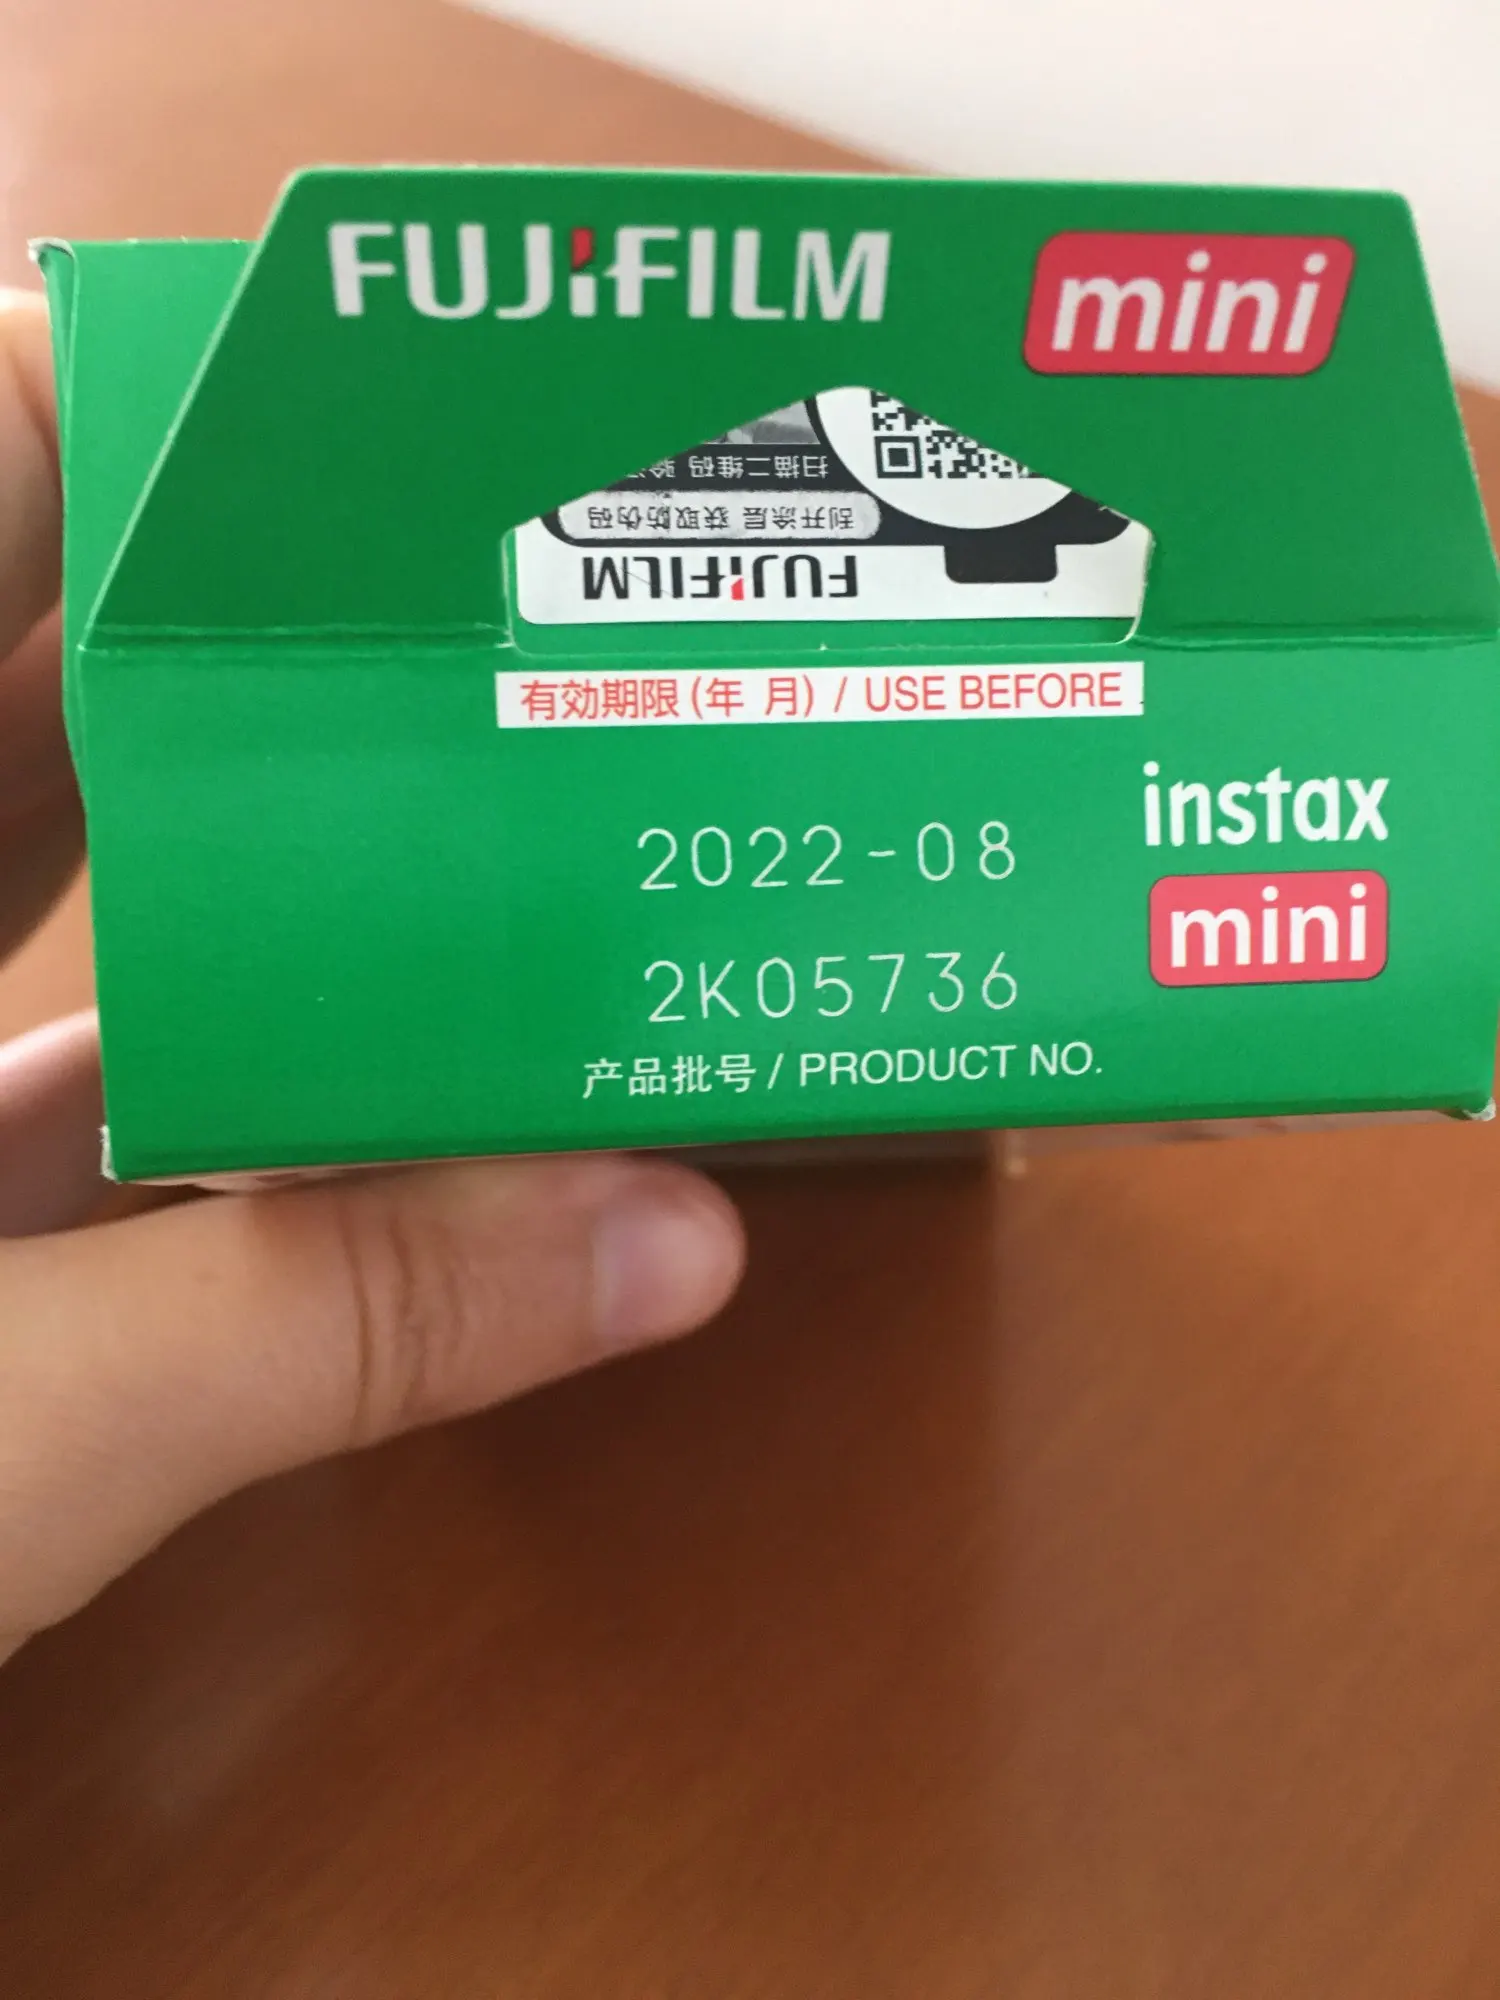 FUJIFILM
mini
扫描二维码 验
刮开涂层 获取防伪码
FUJIFILM
有効期限(年 月) / USE BEFORE
2022-08
instax
mini
2K05736
产品批号 / PRODUCT NO.